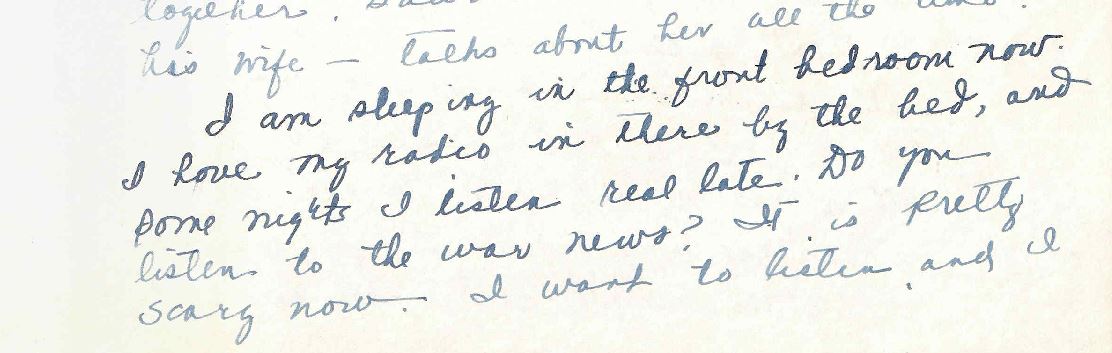 together.
his wife – talks about her all the time.
I am sleeping in the front bedroom now.
I have my radio in there by the bed, and
some nights I listen real late. Do you
listen to the war news? It is pretty
scary now. I want to listen and I